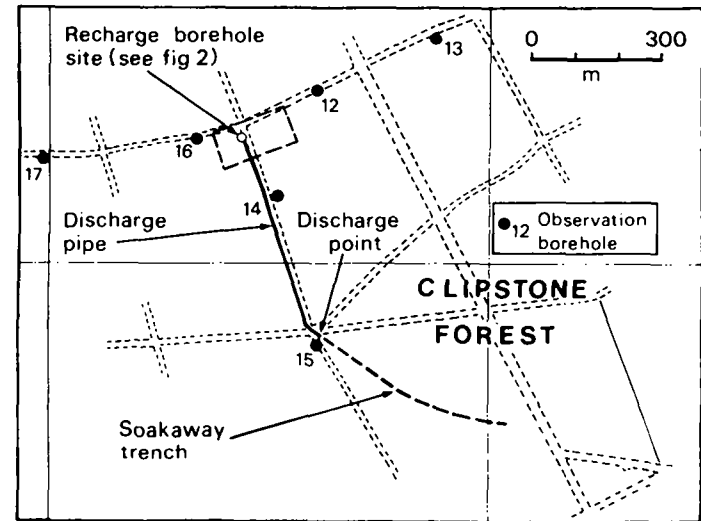 Recharge borehole
site (see fig 2)
13
0 300
m
12
16
17
14
Discharge
pipe
Discharge
point
12 Observation
borehole
CLIPSTONE
FOREST
15
Soakaway
trench